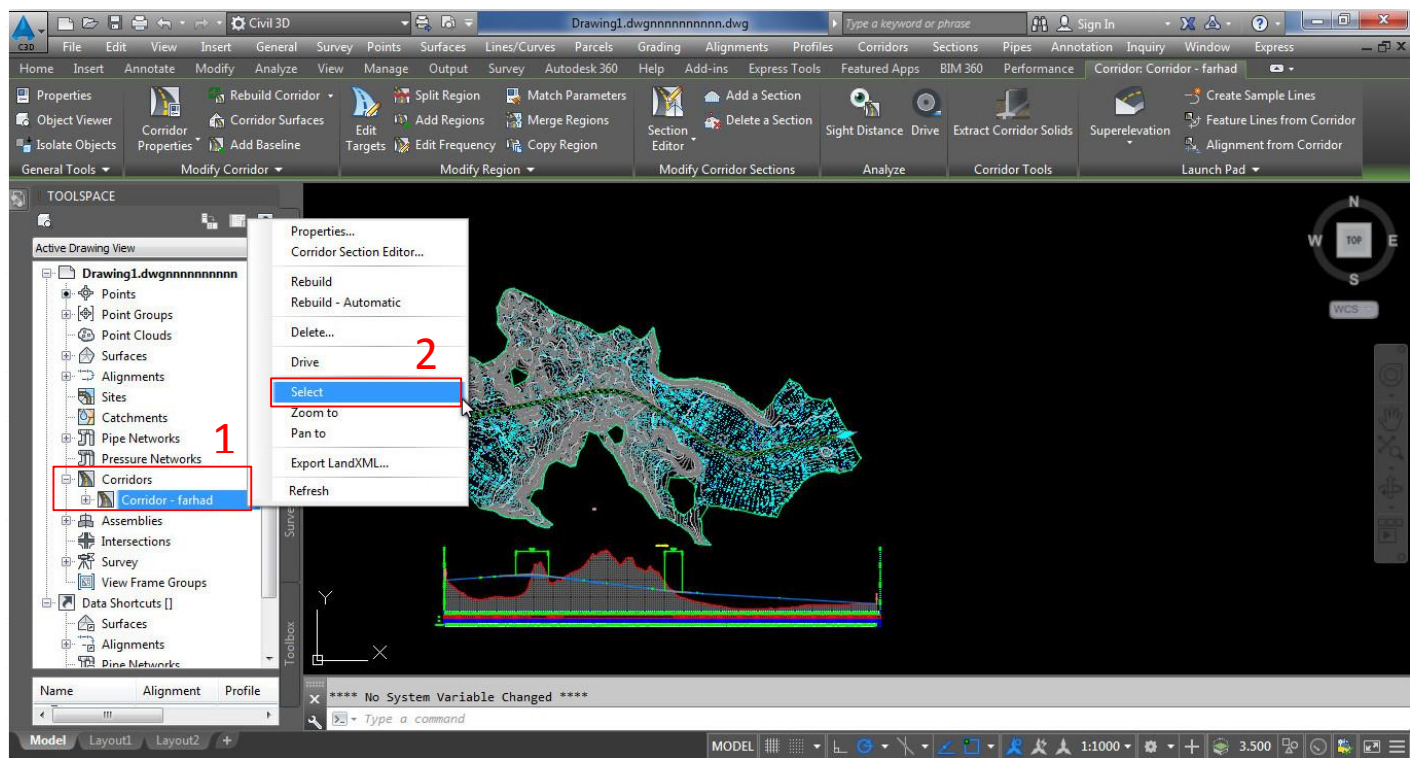 Civil 3D
Drawing1.dwgnnnnnnnnnn.dwg
Type a keyword or phrase
Sign In
C3D File Edit View Insert General Survey Points Surfaces Lines/Curves Parcels Grading Alignments Profiles Corridors Sections Pipes Annotation Inquiry Window Express
Home Insert Annotate Modify Analyze View Manage Output Survey Autodesk 360 Help Add-ins Express Tools Featured Apps BIM 360 Performance Corridor: Corridor - farhad
Properties
Object Viewer
Isolate Objects
General Tools
Corridor Properties
Rebuild Corridor
Corridor Surfaces
Add Baseline
Modify Corridor
Edit Targets
Split Region
Add Regions
Edit Frequency
Match Parameters
Merge Regions
Copy Region
Modify Region
Section Editor
Add a Section
Delete a Section
Modify Corridor Sections
Sight Distance
Drive
Analyze
Extract Corridor Solids
Corridor Tools
Superelevation
Create Sample Lines
Feature Lines from Corridor
Alignment from Corridor
Launch Pad
TOOLSPACE
Active Drawing View
Drawing1.dwgnnnnnnnnnn
Points
Point Groups
Point Clouds
Surfaces
Alignments
Sites
Catchments
Pipe Networks
Pressure Networks
1
Corridors
Corridor - farhad
Assemblies
Intersections
Survey
View Frame Groups
Data Shortcuts []
Surfaces
Alignments
Pipe Networks
Name Alignment Profile
Toolbox
Properties...
Corridor Section Editor...
Rebuild
Rebuild - Automatic
Delete...
Drive
2
Select
Zoom to
Pan to
Export LandXML...
Refresh
N
W TOP E
S
WCS
Y
X
**** No System Variable Changed ****
Type a command
Model Layout1 Layout2 +
MODEL 1:1000 3.500